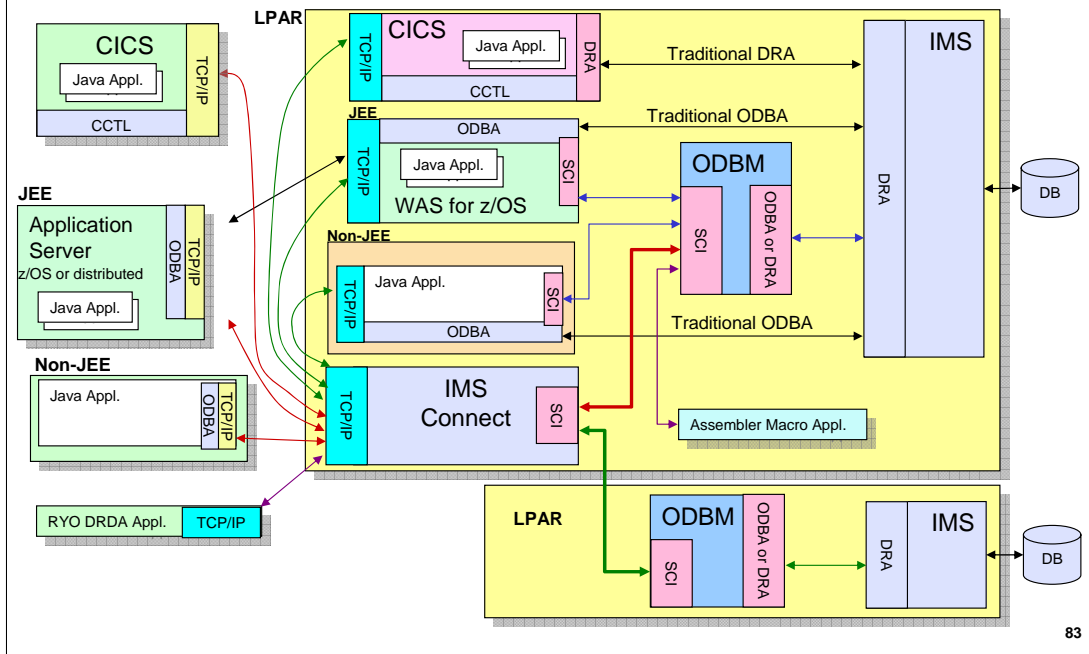 LPAR
CICS
Java Appl.
TCP/IP
CCTL
TCP/IP
CICS
Java Appl.
DRA
CCTL
Traditional DRA
IMS
DRA
DB
JEE
TCP/IP
ODBA
Java Appl.
SCI
WAS for z/OS
Traditional ODBA
ODBM
SCI
ODBA or DRA
JEE
Application
Server
z/OS or distributed
Java Appl.
ODBA
TCP/IP
Non-JEE
TCP/IP
Java Appl.
SCI
ODBA
Traditional ODBA
Non-JEE
Java Appl.
ODBA
TCP/IP
TCP/IP
IMS
Connect
SCI
Assembler Macro Appl.
RYO DRDA Appl.
TCP/IP
LPAR
ODBM
SCI
ODBA or DRA
DRA
IMS
DB
83